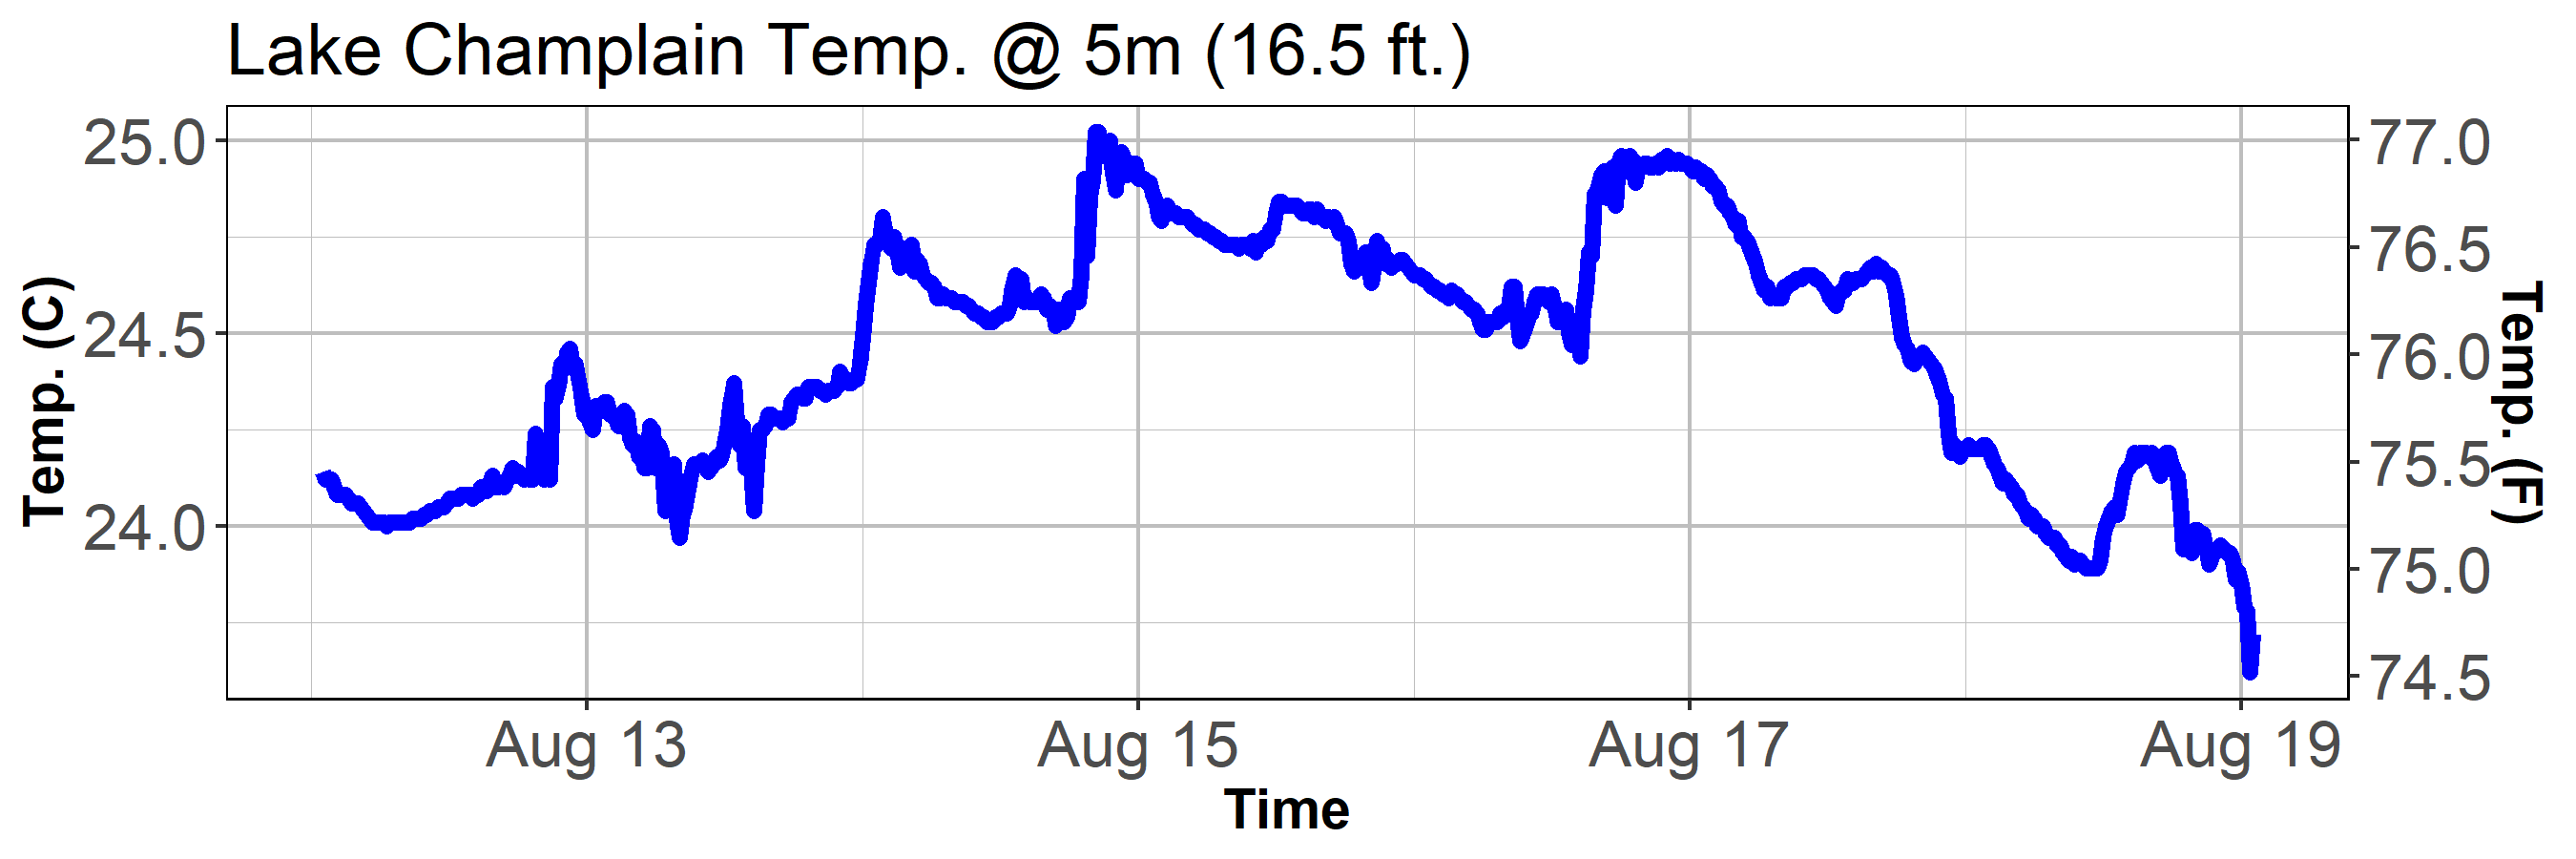 Lake Champlain Temp. @ 5m (16.5 ft.)
Temp. (C)
25.0
24.5
24.0
77.0
76.5
76.0
75.5
75.0
74.5
Temp. (F)
Aug 13 Aug 15 Aug 17 Aug 19
Time